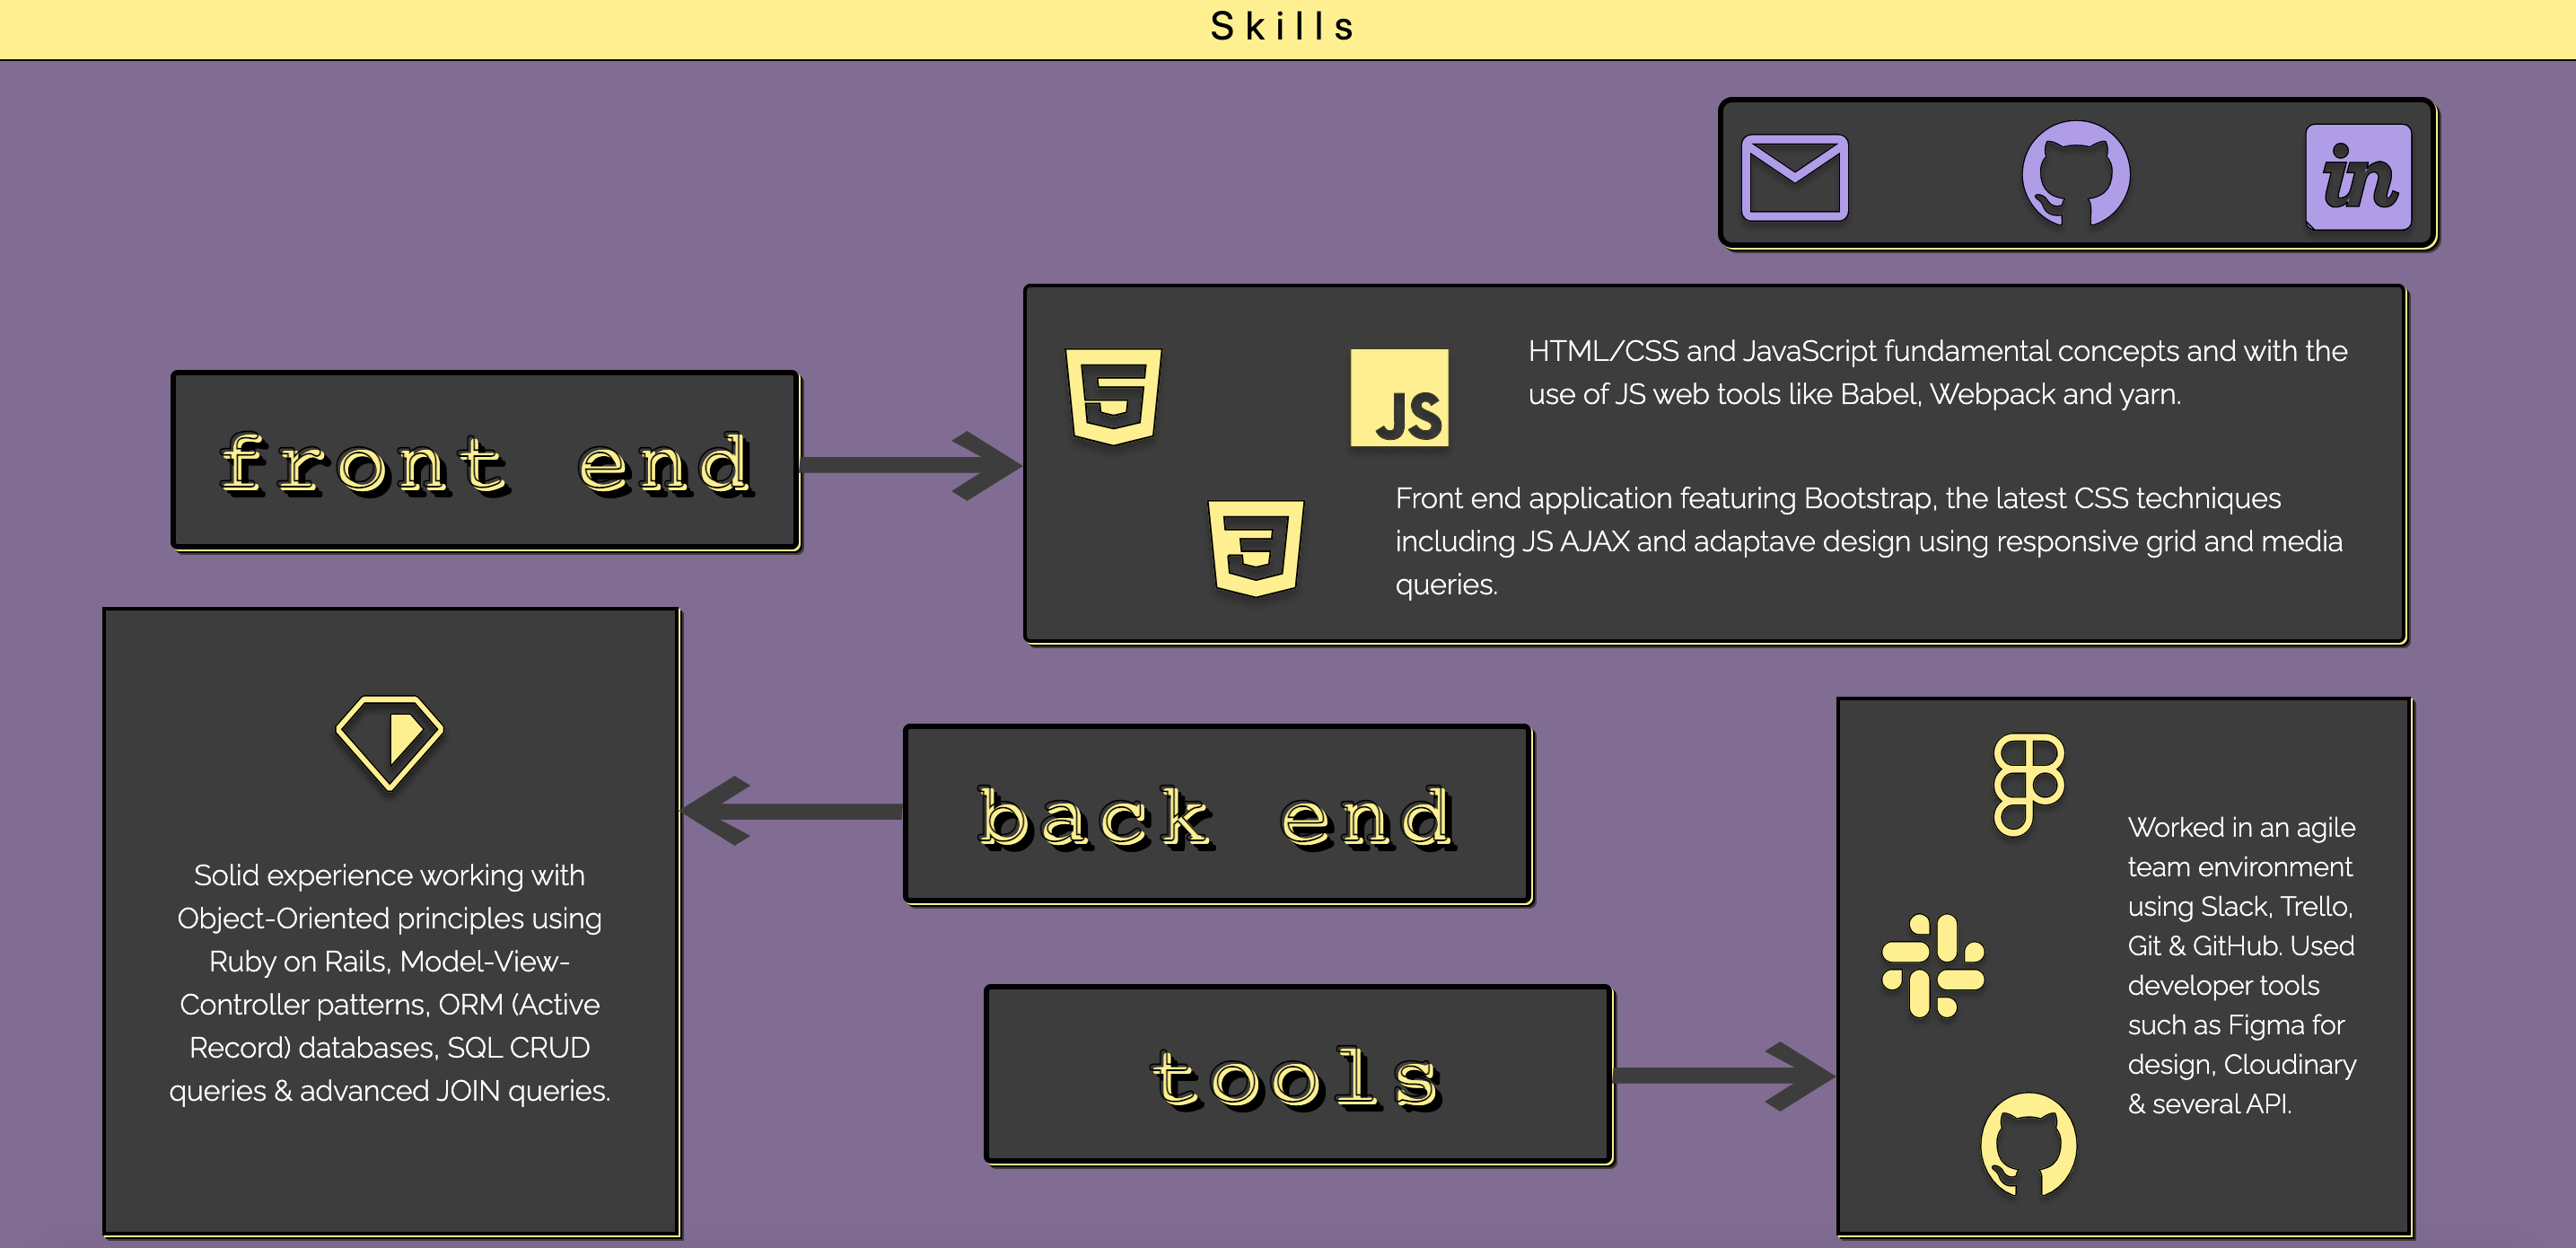 Skills
in
front end
5
JS
HTML/CSS and JavaScript fundamental concepts and with the
use of JS web tools like Babel, Webpack and yarn.
3
Front end application featuring Bootstrap, the latest CSS techniques
including JS AJAX and adaptave design using responsive grid and media
queries.
Solid experience working with
Object-Oriented principles using
Ruby on Rails, Model-View-
Controller patterns, ORM (Active
Record) databases, SQL CRUD
queries & advanced JOIN queries.
back end
tools
Worked in an agile
team environment
using Slack, Trello,
Git & GitHub. Used
developer tools
such as Figma for
design, Cloudinary
& several API.